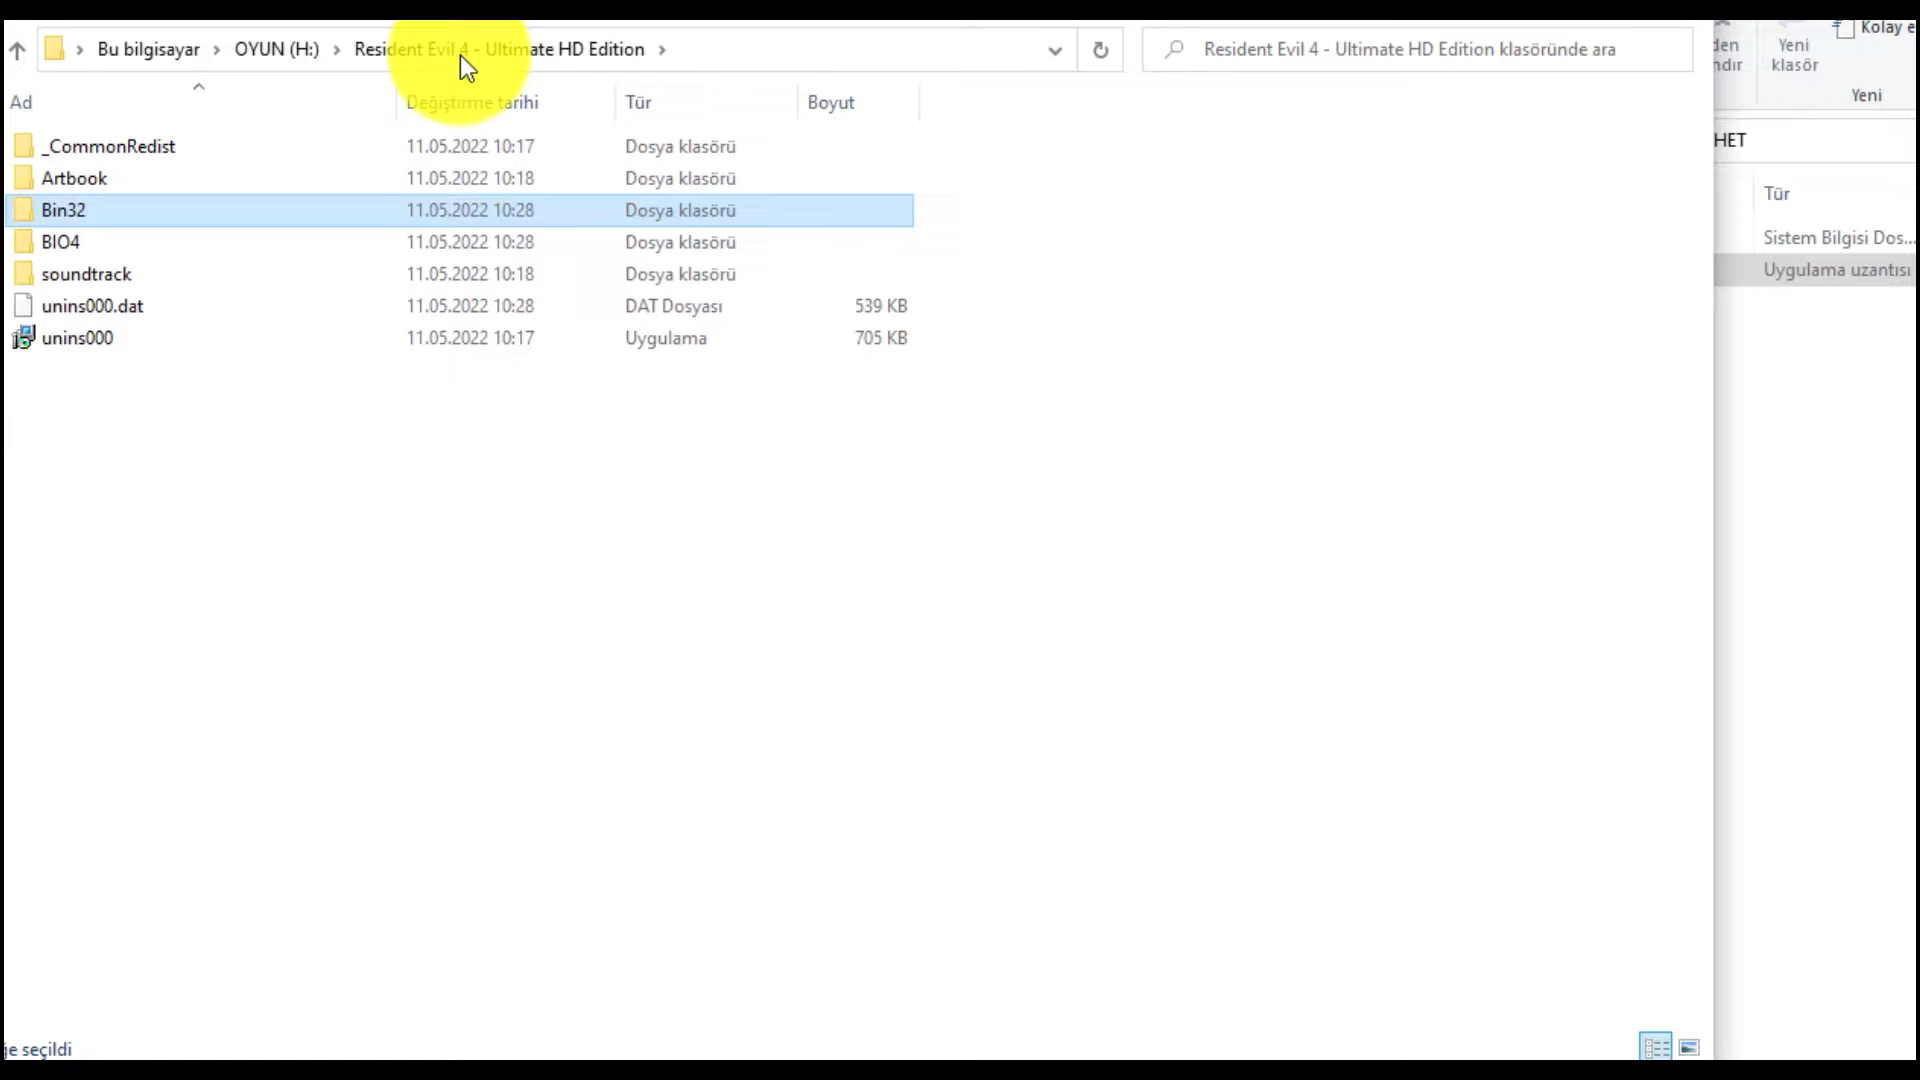 Bu bilgisayar > OYUN (H:) > Resident Evil 4 - Ultimate HD Edition >
Resident Evil 4 - Ultimate HD Edition klasöründe ara
Ad Değiştirme tarihi Tür Boyut
_CommonRedist 11.05.2022 10:17 Dosya klasörü
Artbook 11.05.2022 10:18 Dosya klasörü
Bin32 11.05.2022 10:28 Dosya klasörü
BIO4 11.05.2022 10:28 Dosya klasörü
soundtrack 11.05.2022 10:18 Dosya klasörü
unins000.dat 11.05.2022 10:28 DAT Dosyası 539 KB
unins000 11.05.2022 10:17 Uygulama 705 KB
seçildi
Kolay e
Yeni
klasör
Yeni
HET
Tür
Sistem Bilgisi Dos...
Uygulama uzantısı